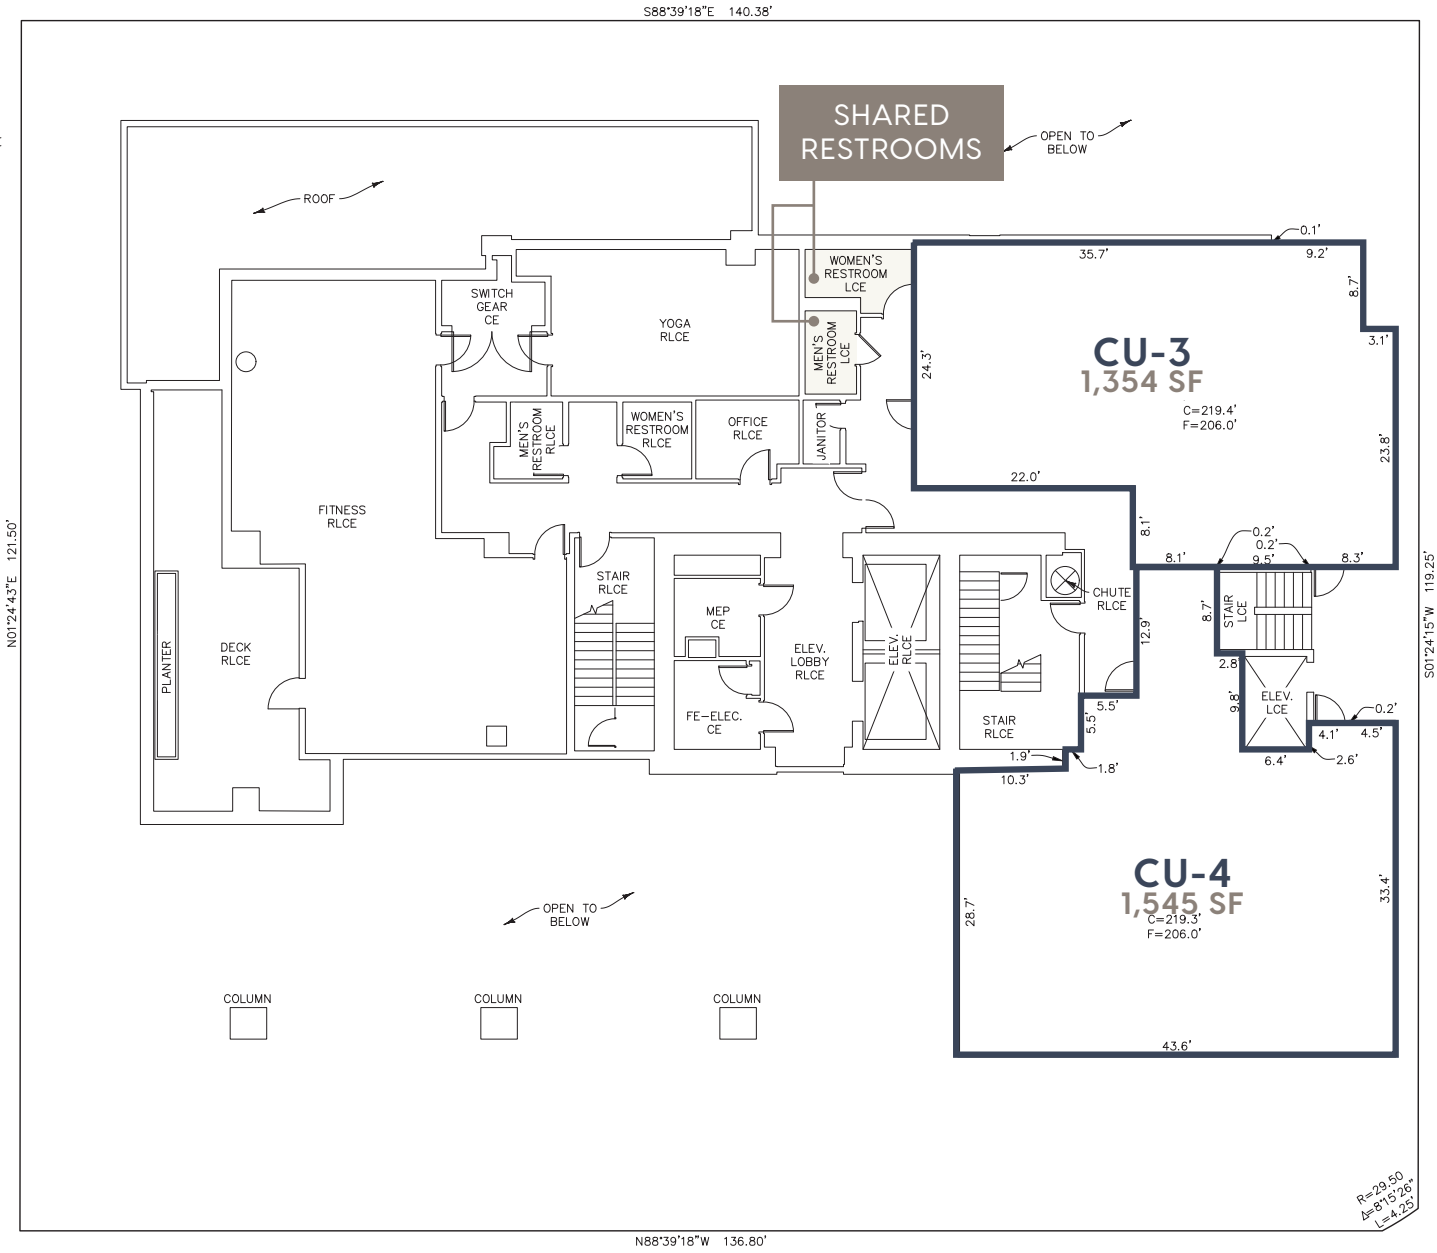 S88°39'18"E 140.38'
SHARED
RESTROOMS
OPEN TO
BELOW
ROOF
0.1'
35.7'
9.2'
WOMEN'S
RESTROOM
LCE
8.7'
SWITCH
GEAR
CE
YOGA
RLCE
MEN'S
RESTROOM
LCE
24.3'
3.1'
CU-3
1,354 SF
C=219.4'
F=206.0'
MEN'S
RESTROOM
RLCE
WOMEN'S
RESTROOM
RLCE
OFFICE
RLCE
JANITOR
23.8'
22.0'
FITNESS
RLCE
8.1'
0.2'
0.2'
8.1'
9.5'
8.3'
N01°24'43"E 121.50'
S01°24'15"W 119.25'
STAIR
RLCE
MEP
CE
CHUTE
RLCE
8.7'
STAIR
LCE
12.9'
PLANTER
DECK
RLCE
ELEV.
LOBBY
RLCE
ELEV.
RLCE
2.8'
9.8'
ELEV.
LCE
FE-ELEC.
CE
STAIR
RLCE
5.5'
5.5'
0.2'
4.1'
4.5'
1.9'
1.8'
10.3'
6.4'
2.6'
CU-4
1,545 SF
C=219.3'
F=206.0'
33.4'
28.7'
OPEN TO
BELOW
COLUMN
COLUMN
COLUMN
43.6'
R=29.50
Δ=8°15'26"
L=4.25'
N88°39'18"W 136.80'